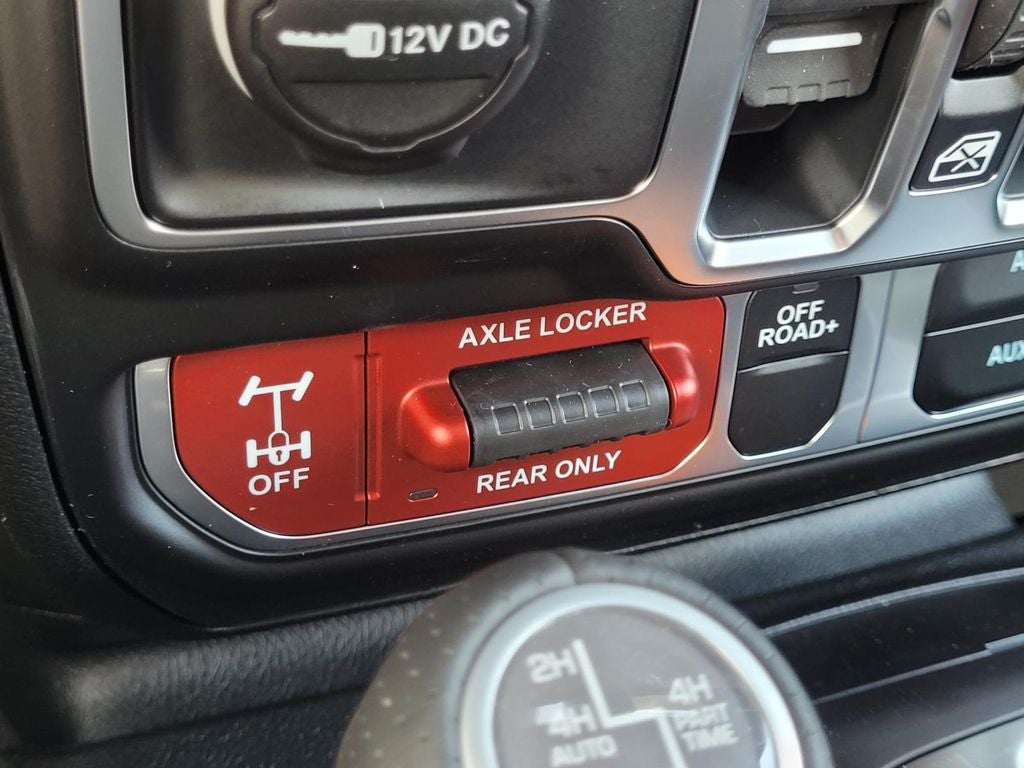 12V DC
AXLE LOCKER
OFF
ROAD+
AUX
OFF
REAR ONLY
2H
4H
AUTO
4H
PART
TIME